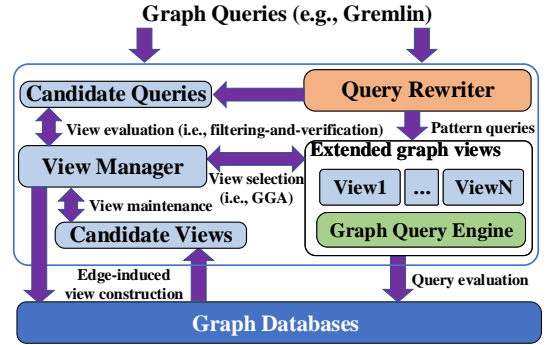 Graph Queries (e.g., Gremlin)
Candidate Queries
Query Rewriter
View evaluation (i.e., filtering-and-verification)
Pattern queries
View Manager
Extended graph views
View selection
(i.e., GGA)
View1
...
ViewN
View maintenance
Candidate Views
Graph Query Engine
Edge-induced
view construction
Query evaluation
Graph Databases